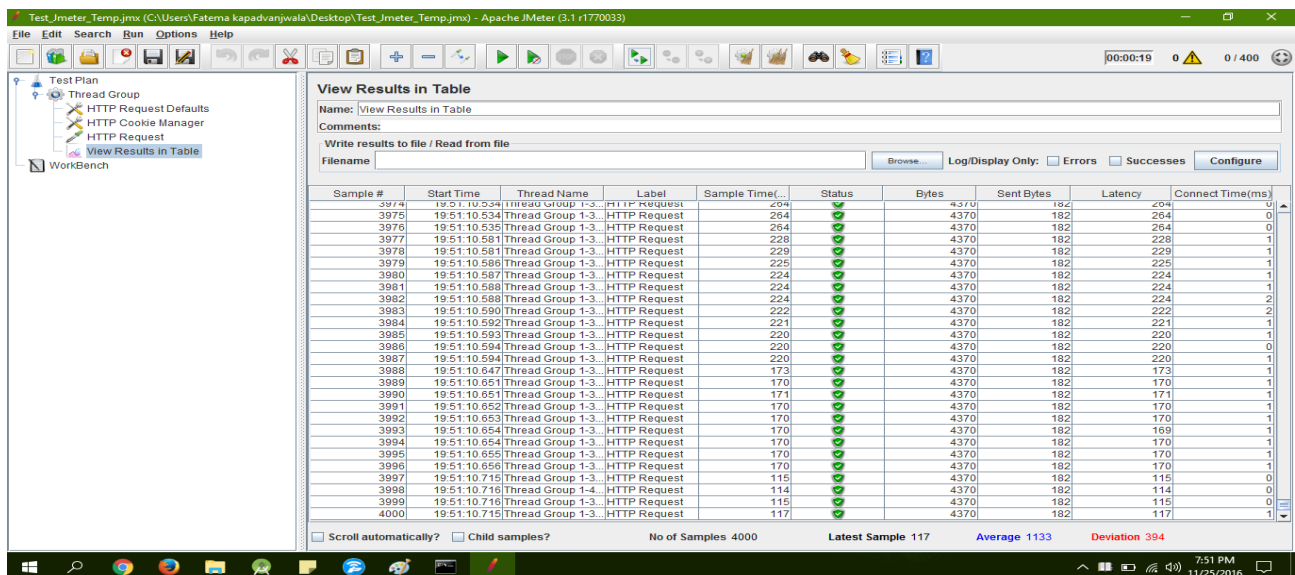 Test_Jmeter_Temp.jmx (C:\Users\Fatema kapadvanjwala\Desktop\Test_Jmeter_Temp.jmx) - Apache JMeter (3.1 r1770033)
File Edit Search Run Options Help
00:00:19 0 0 / 400
Test Plan
Thread Group
HTTP Request Defaults
HTTP Cookie Manager
HTTP Request
View Results in Table
WorkBench
View Results in Table
Name: View Results in Table
Comments:
Write results to file / Read from file
Filename Browse... Log/Display Only: Errors Successes Configure
Sample # Start Time Thread Name Label Sample Time(... Status Bytes Sent Bytes Latency Connect Time(ms)
3974 19:51:10.534 Thread Group 1-3... HTTP Request 264 4370 182 264 0
3975 19:51:10.534 Thread Group 1-3... HTTP Request 264 4370 182 264 0
3976 19:51:10.535 Thread Group 1-3... HTTP Request 264 4370 182 264 0
3977 19:51:10.581 Thread Group 1-3... HTTP Request 228 4370 182 228 1
3978 19:51:10.581 Thread Group 1-3... HTTP Request 229 4370 182 229 1
3979 19:51:10.586 Thread Group 1-3... HTTP Request 225 4370 182 225 1
3980 19:51:10.587 Thread Group 1-3... HTTP Request 224 4370 182 224 1
3981 19:51:10.588 Thread Group 1-3... HTTP Request 224 4370 182 224 1
3982 19:51:10.588 Thread Group 1-3... HTTP Request 224 4370 182 224 2
3983 19:51:10.590 Thread Group 1-3... HTTP Request 222 4370 182 222 2
3984 19:51:10.592 Thread Group 1-3... HTTP Request 221 4370 182 221 1
3985 19:51:10.593 Thread Group 1-3... HTTP Request 220 4370 182 220 1
3986 19:51:10.594 Thread Group 1-3... HTTP Request 220 4370 182 220 0
3987 19:51:10.594 Thread Group 1-3... HTTP Request 220 4370 182 220 1
3988 19:51:10.647 Thread Group 1-3... HTTP Request 173 4370 182 173 1
3989 19:51:10.651 Thread Group 1-3... HTTP Request 170 4370 182 170 1
3990 19:51:10.651 Thread Group 1-3... HTTP Request 171 4370 182 171 1
3991 19:51:10.652 Thread Group 1-3... HTTP Request 170 4370 182 170 1
3992 19:51:10.653 Thread Group 1-3... HTTP Request 170 4370 182 170 1
3993 19:51:10.654 Thread Group 1-3... HTTP Request 170 4370 182 169 1
3994 19:51:10.654 Thread Group 1-3... HTTP Request 170 4370 182 170 1
3995 19:51:10.655 Thread Group 1-3... HTTP Request 170 4370 182 170 1
3996 19:51:10.656 Thread Group 1-3... HTTP Request 170 4370 182 170 1
3997 19:51:10.715 Thread Group 1-3... HTTP Request 115 4370 182 115 0
3998 19:51:10.716 Thread Group 1-4... HTTP Request 114 4370 182 114 0
3999 19:51:10.716 Thread Group 1-3... HTTP Request 115 4370 182 115 0
4000 19:51:10.715 Thread Group 1-3... HTTP Request 117 4370 182 117 1
Scroll automatically? Child samples? No of Samples 4000 Latest Sample 117 Average 1133 Deviation 394
7:51 PM
11/25/2016